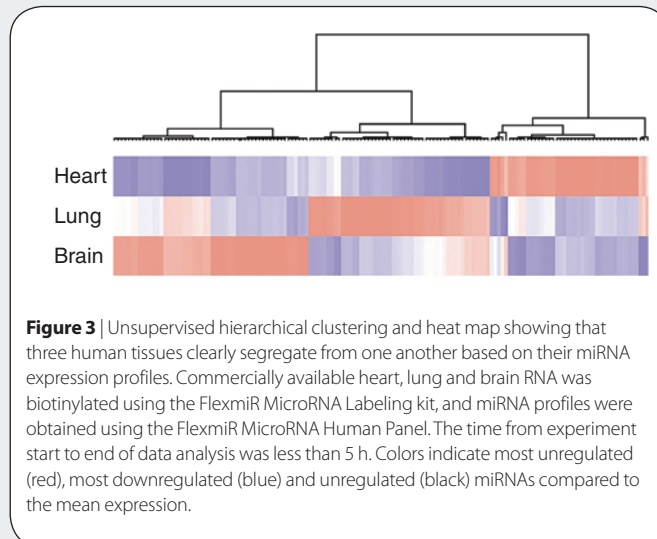 Heart
Lung
Brain
Figure 3 | Unsupervised hierarchical clustering and heat map showing that
three human tissues clearly segregate from one another based on their miRNA
expression profiles. Commercially available heart, lung and brain RNA was
biotinylated using the FlexmiR MicroRNA Labeling kit, and miRNA profiles were
obtained using the FlexmiR MicroRNA Human Panel. The time from experiment
start to end of data analysis was less than 5 h. Colors indicate most unregulated
(red), most downregulated (blue) and unregulated (black) miRNAs compared to
the mean expression.